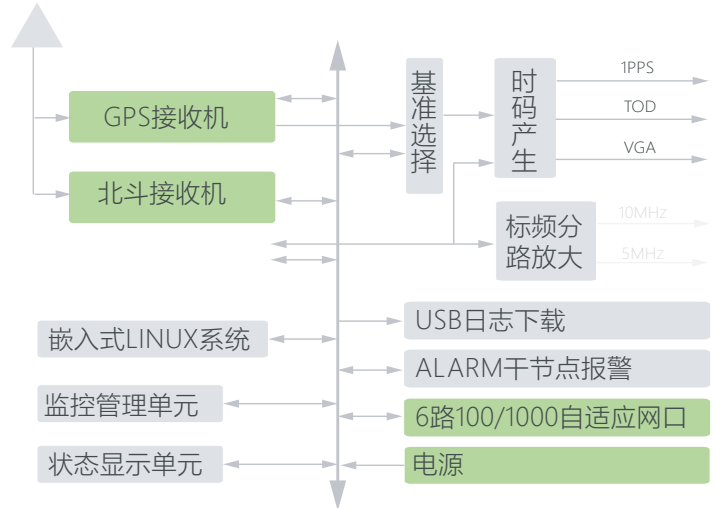 GPS接收机
北斗接收机
基准选择
时码产生
1PPS
TOD
VGA
标频分
路放大
10MHz
5MHz
嵌入式LINUX系统
监控管理单元
状态显示单元
USB日志下载
ALARM干节点报警
6路100/1000自适应网口
电源